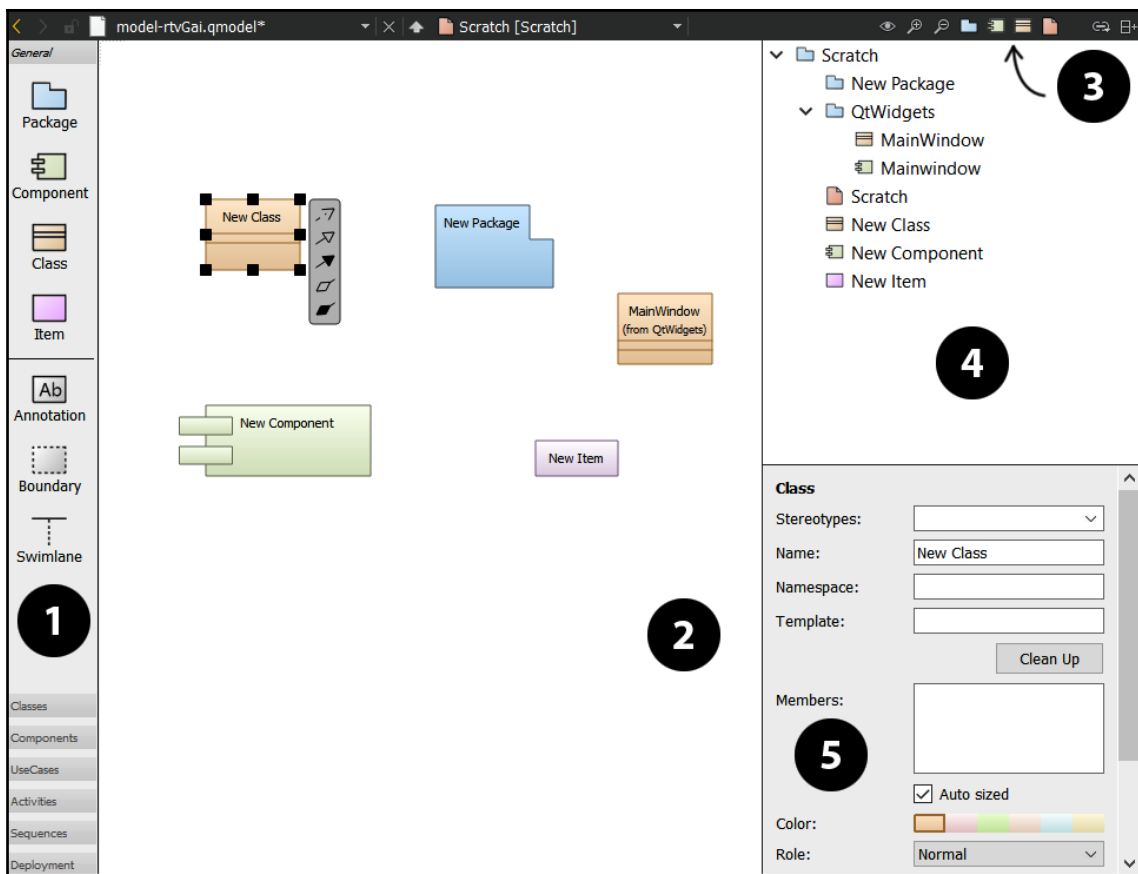 model-rtvGai.qmodel*
Scratch [Scratch]
General
Package
Component
Class
Item
Ab
Annotation
Boundary
Swimlane
1
Classes
Components
UseCases
Activities
Sequences
Deployment
New Class
New Package
MainWindow
(from QtWidgets)
New Component
New Item
2
3
Scratch
New Package
QtWidgets
MainWindow
Mainwindow
Scratch
New Class
New Component
New Item
4
Class
Stereotypes:
Name: New Class
Namespace:
Template:
Clean Up
Members:
5
Auto sized
Color:
Role: Normal